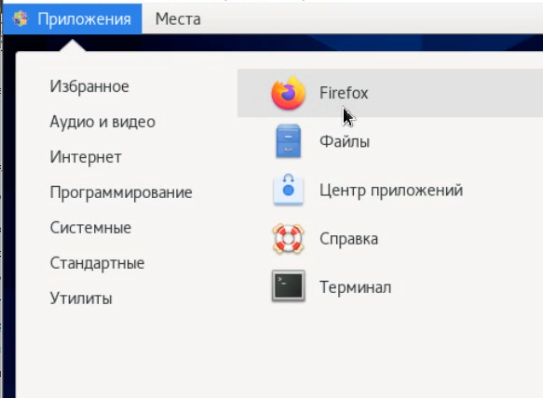 Приложения Места
Избранное
Аудио и видео
Интернет
Программирование
Системные
Стандартные
Утилиты
Firefox
Файлы
Центр приложений
Справка
Терминал